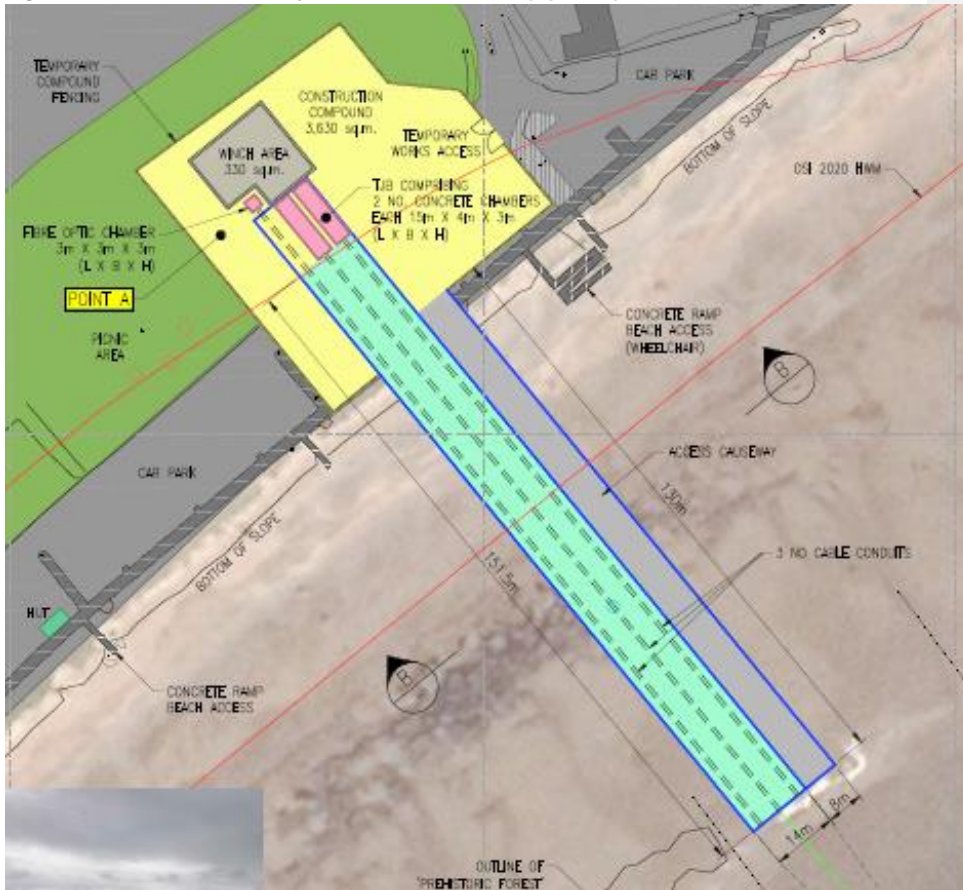 TEMPORARY
COMPOUND
FENCING
CONSTRUCTION
COMPOUND
3,630 sq.m.
CAR PARK
WINCH AREA
330 sq.m.
TEMPORARY
WORKS ACCESS
BOTTOM OF SLOPE
OSI 2020 HWM
TJB COMPRISING
2 NO. CONCRETE CHAMBERS
EACH 15m X 4m X 3m
(L X B X H)
FIBRE OPTIC CHAMBER
3m X 3m X 3m
(L X B X H)
POINT A
PICNIC
AREA
CONCRETE RAMP
BEACH ACCESS
(WHEELCHAIR)
B
CAR PARK
ACCESS CAUSEWAY
130m
BOTTOM OF SLOPE
151.5m
3 NO CABLE CONDUITS
HUT
B
CONCRETE RAMP
BEACH ACCESS
8m
14m
OUTLINE OF
'PREHISTORIC FOREST'